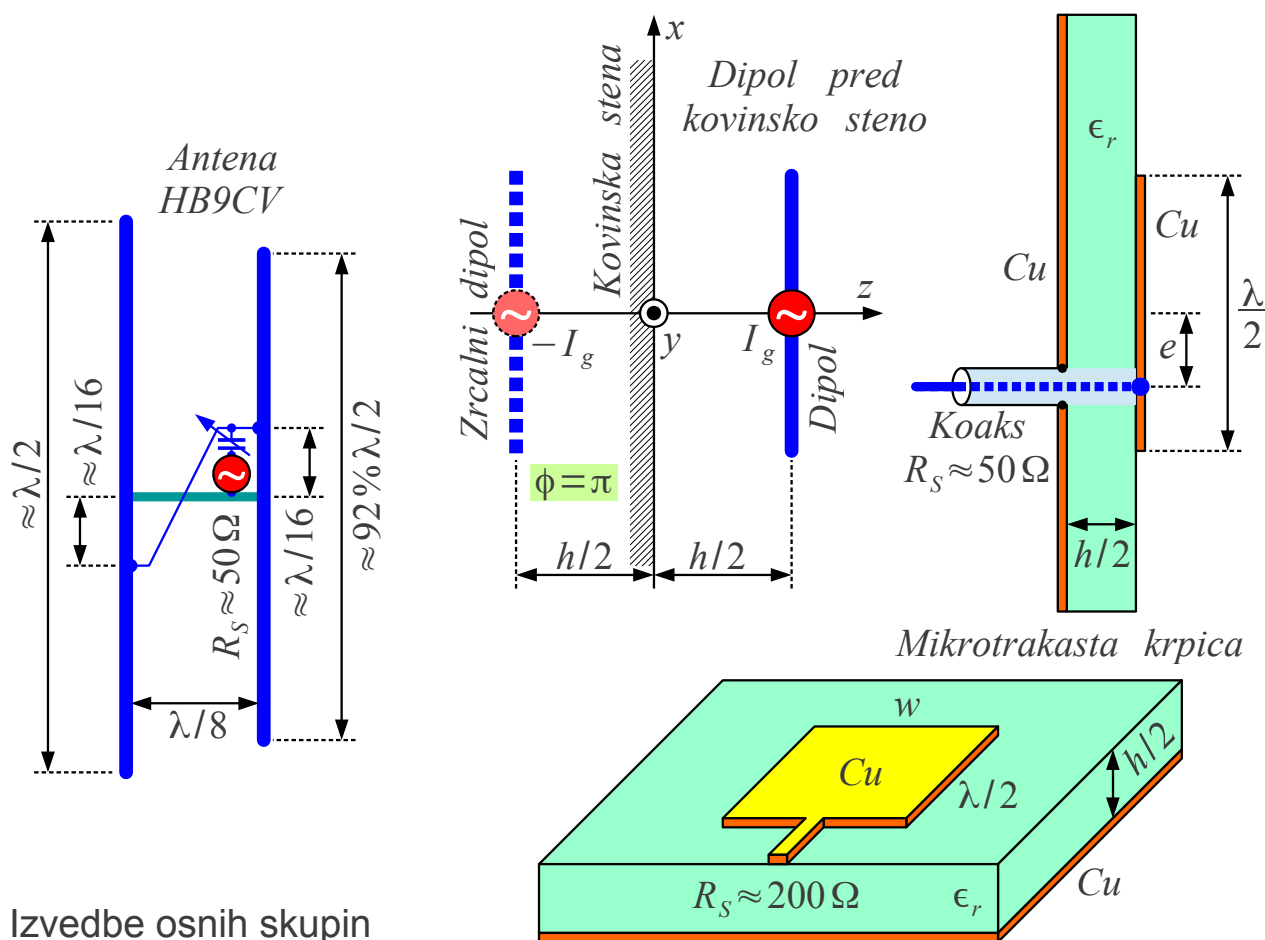 Antena
HB9CV
≈λ/2
≈λ/16
R_S≈50Ω
≈λ/16
≈92%λ/2
λ/8
x
Kovinska stena
Dipol pred
kovinsko steno
Zrcalni dipol
~
−I_g
y
I_g
~
z
Dipol
ϕ=π
h/2
h/2
ϵ_r
Cu
Cu
λ/2
e
Koaks
R_S≈50Ω
h/2
~
Mikrotrakasta krpica
w
Cu
λ/2
h/2
Cu
R_S≈200Ω
ϵ_r
Izvedbe osnih skupin